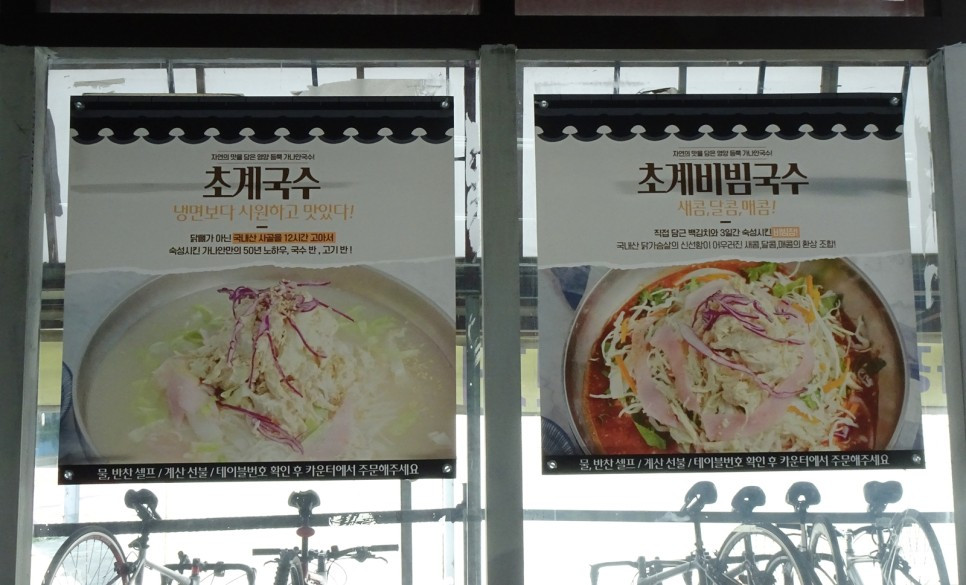 자연의 맛을 담은 영양 듬뿍 가나안국수!
초계국수
냉면보다 시원하고 맛있다!
닭뼈가 아닌 국내산 사골을 12시간 고아서
숙성시킨 가나안만의 50년 노하우, 국수 반, 고기 반!
물, 반찬 셀프 / 계산 선불 / 테이블번호 확인 후 카운터에서 주문해주세요
자연의 맛을 담은 영양 듬뿍 가나안국수!
초계비빔국수
새콤,달콤,매콤!
직접 담근 백김치와 3일간 숙성시킨
국내산 닭가슴살의 신선함이 어우러진 새콤,달콤,매콤의 환상 조합!
물, 반찬 셀프 / 계산 선불 / 테이블번호 확인 후 카운터에서 주문해주세요